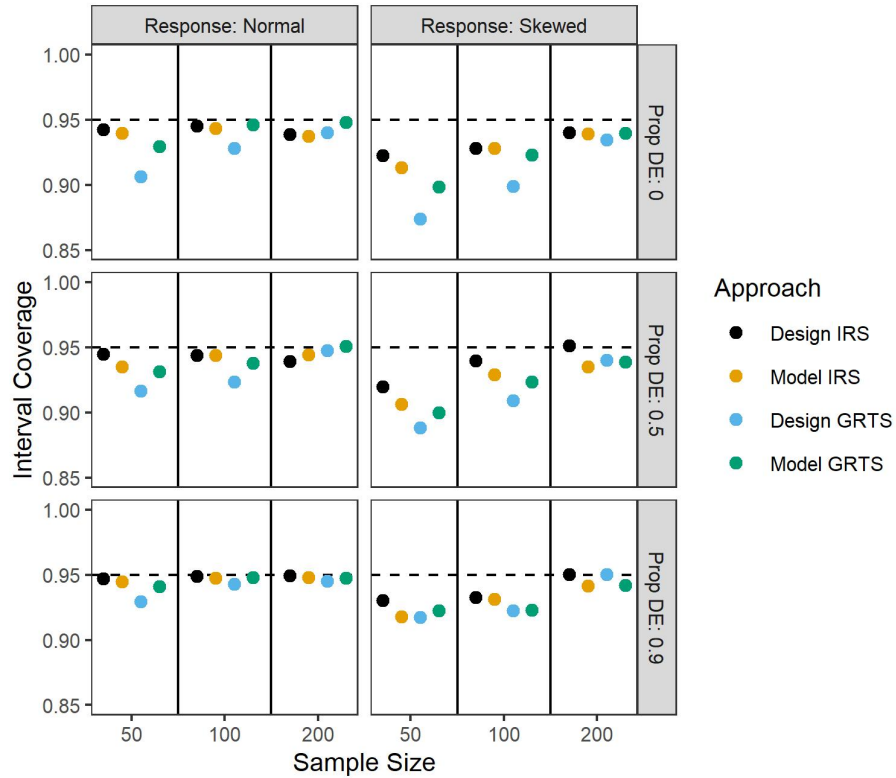 Response: Normal
Response: Skewed
1.00
0.95
0.90
0.85
Prop DE: 0
1.00
0.95
0.90
0.85
Prop DE: 0.5
1.00
0.95
0.90
0.85
Prop DE: 0.9
Interval Coverage
50 100 200
50 100 200
Sample Size
Approach
Design IRS
Model IRS
Design GRTS
Model GRTS